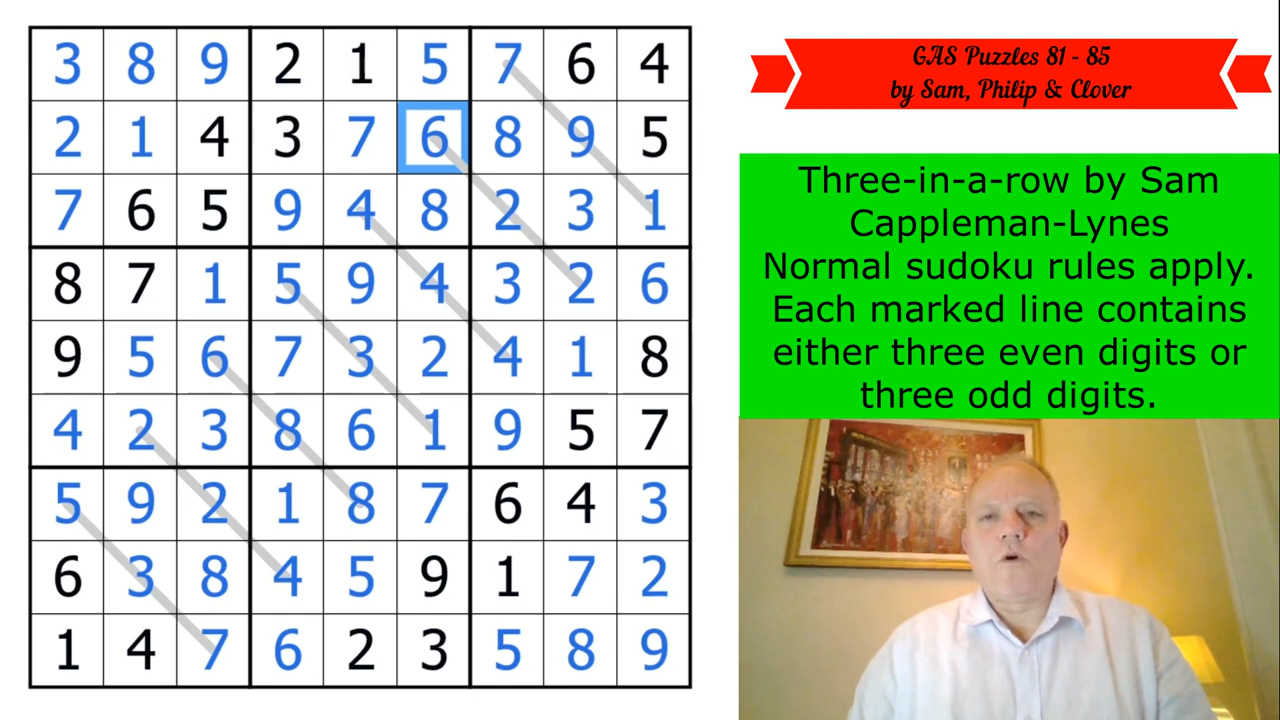 3 8 9 2 1 5 7 6 4
2 1 4 3 7 6 8 9 5
7 6 5 9 4 8 2 3 1
8 7 1 5 9 4 3 2 6
9 5 6 7 3 2 4 1 8
4 2 3 8 6 1 9 5 7
5 9 2 1 8 7 6 4 3
6 3 8 4 5 9 1 7 2
1 4 7 6 2 3 5 8 9
GAS Puzzles 81 - 85
by Sam, Philip & Clover
Three-in-a-row by Sam
Cappleman-Lynes
Normal sudoku rules apply.
Each marked line contains
either three even digits or
three odd digits.